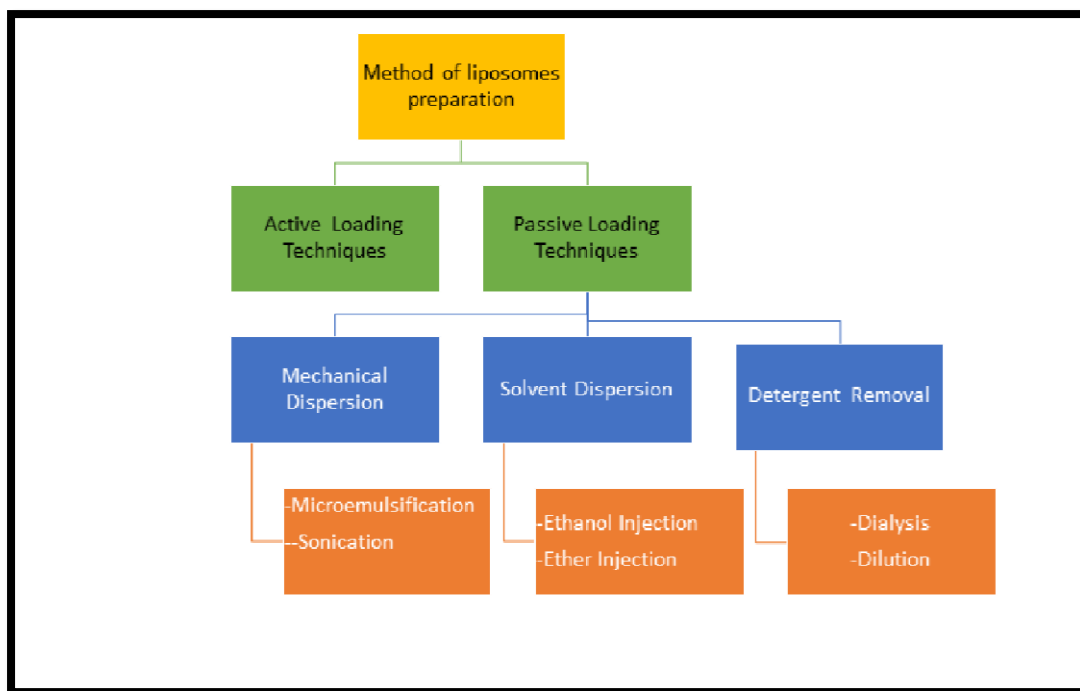 Method of liposomes
preparation
Active Loading
Techniques
Passive Loading
Techniques
Mechanical
Dispersion
Solvent Dispersion
Detergent Removal
-Microemulsification
--Sonication
-Ethanol Injection
-Ether Injection
-Dialysis
-Dilution